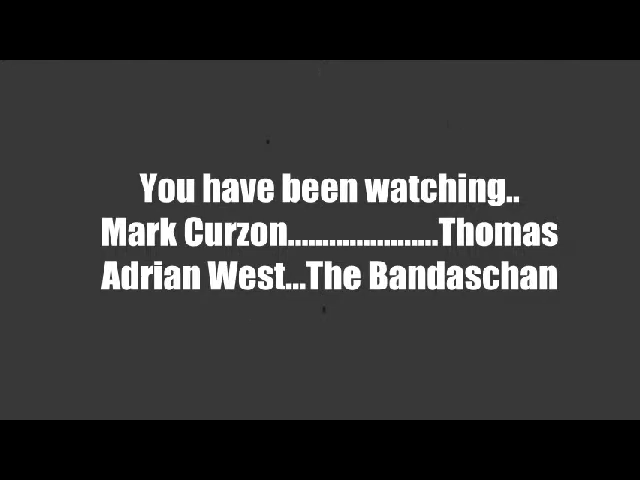 You have been watching..
Mark Curzon......................Thomas
Adrian West...The Bandaschan